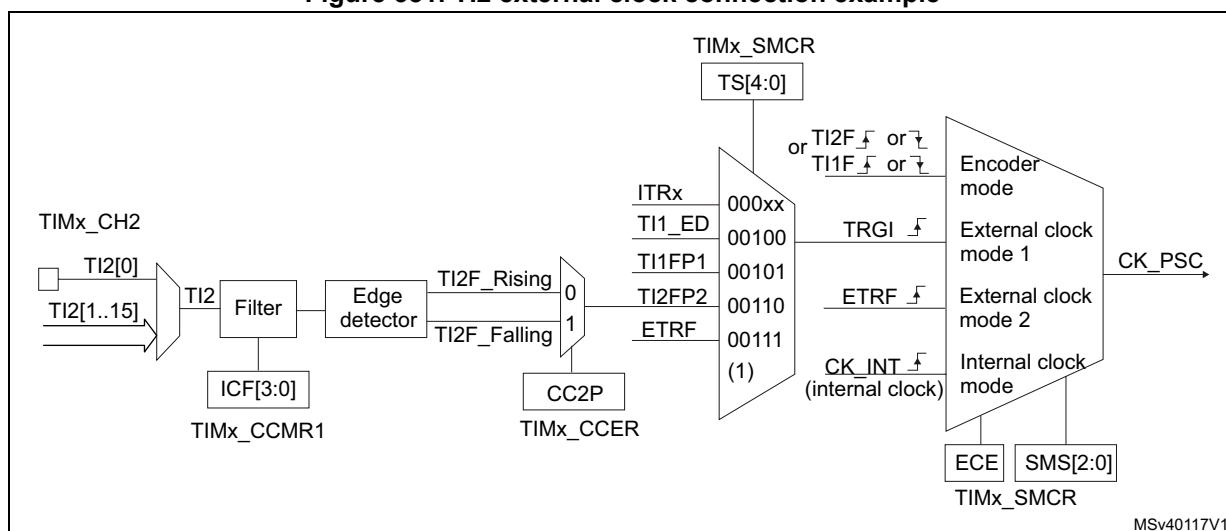 TIMx_SMCR
TS[4:0]
or TI2F or
TI1F or
Encoder
mode
ITRx
000xx
TIMx_CH2
TI1_ED
00100
TRGI
External clock
mode 1
CK_PSC
TI2[0]
TI2
TI2[1..15]
Filter
Edge
detector
TI2F_Rising
TI2F_Falling
0
1
TI1FP1
00101
TI2FP2
00110
ETRF
00111
(1)
ETRF
External clock
mode 2
CK_INT
(internal clock)
Internal clock
mode
ICF[3:0]
TIMx_CCMR1
CC2P
TIMx_CCER
ECE
SMS[2:0]
TIMx_SMCR
MSv40117V1